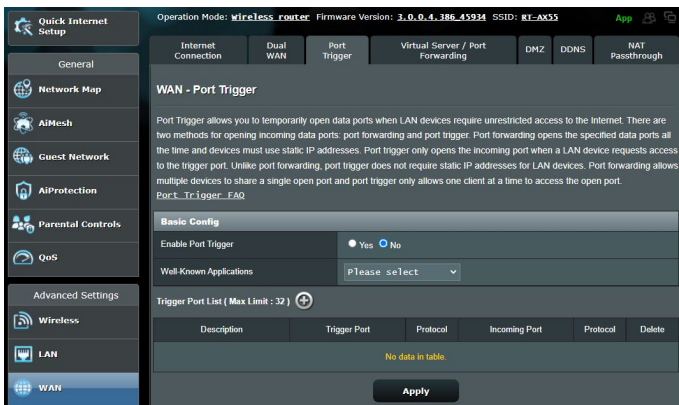 Quick Internet
Setup
Operation Mode: Wireless router Firmware Version: 3.0.0.4.386_45934 SSID: RT-AX55
App
Internet
Connection
Dual
WAN
Port
Trigger
Virtual Server / Port
Forwarding
DMZ
DDNS
NAT
Passthrough
General
Network Map
AiMesh
Guest Network
AiProtection
Parental Controls
QoS
Advanced Settings
Wireless
LAN
WAN
WAN - Port Trigger
Port Trigger allows you to temporarily open data ports when LAN devices require unrestricted access to the Internet. There are
two methods for opening incoming data ports: port forwarding and port trigger. Port forwarding opens the specified data ports all
the time and devices must use static IP addresses. Port trigger only opens the incoming port when a LAN device requests access
to the trigger port. Unlike port forwarding, port trigger does not require static IP addresses for LAN devices. Port forwarding allows
multiple devices to share a single open port and port trigger only allows one client at a time to access the open port.
Port Trigger FAQ
Basic Config
Enable Port Trigger
Yes No
Well-Known Applications
Please select
Trigger Port List ( Max Limit : 32 )
Description Trigger Port Protocol Incoming Port Protocol Delete
No data in table.
Apply